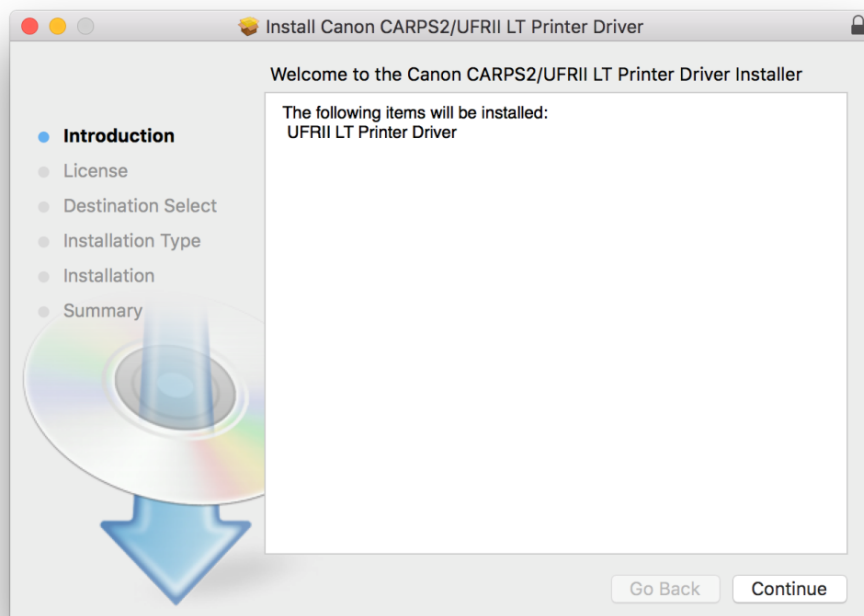 Install Canon CARPS2/UFRII LT Printer Driver
Welcome to the Canon CARPS2/UFRII LT Printer Driver Installer
Introduction
License
Destination Select
Installation Type
Installation
Summary
The following items will be installed:
UFRII LT Printer Driver
Go Back
Continue